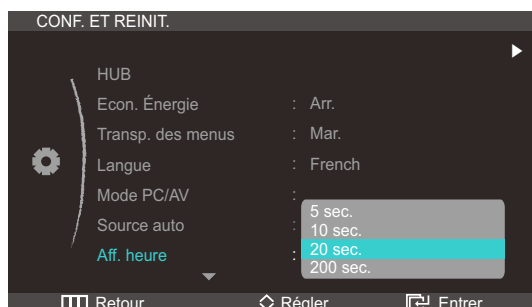 CONF. ET REINIT.
HUB
Econ. Énergie : Arr.
Transp. des menus : Mar.
Langue : French
Mode PC/AV :
Source auto :
Aff. heure :
5 sec.
10 sec.
20 sec.
200 sec.
Retour Régler Entrer